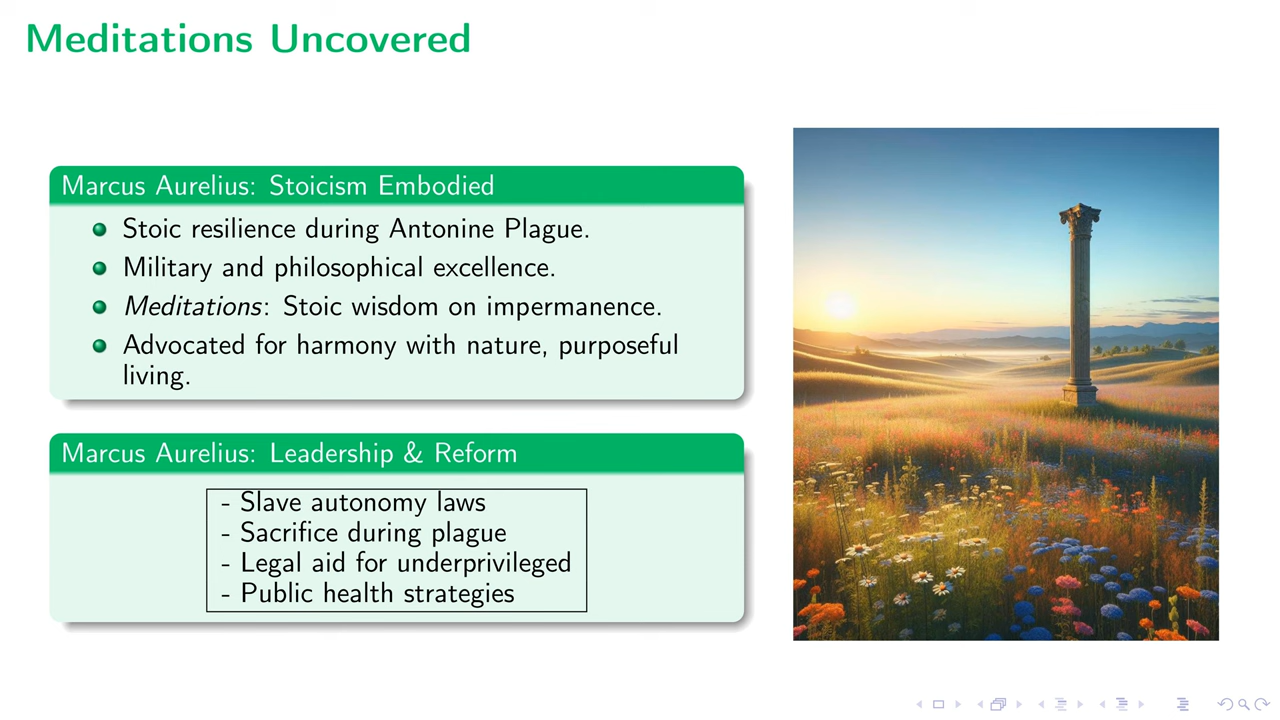 Meditations Uncovered
Marcus Aurelius: Stoicism Embodied
Stoic resilience during Antonine Plague.
Military and philosophical excellence.
Meditations: Stoic wisdom on impermanence.
Advocated for harmony with nature, purposeful
living.
Marcus Aurelius: Leadership & Reform
- Slave autonomy laws
- Sacrifice during plague
- Legal aid for underprivileged
- Public health strategies